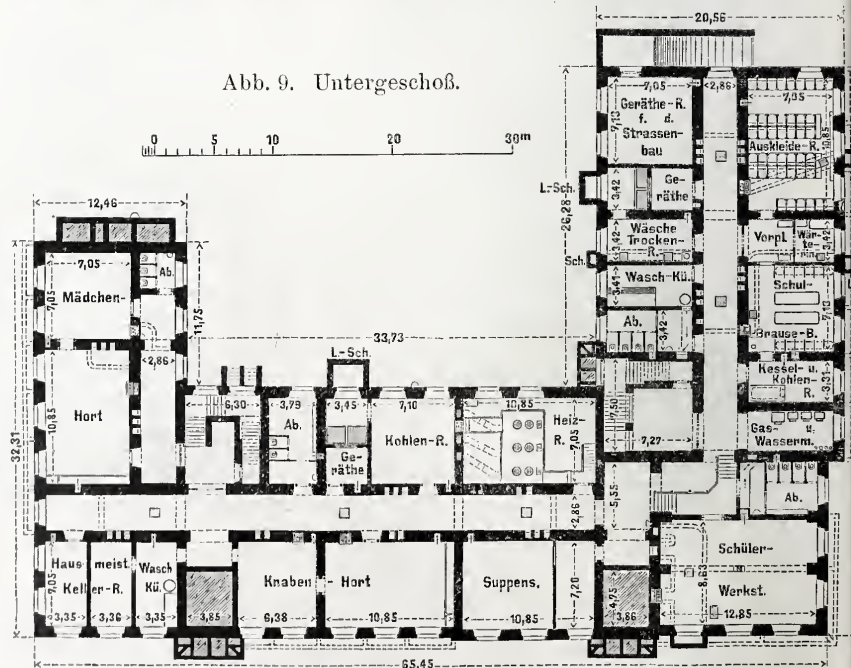 Abb. 9. Untergeschoß.
0 5 10 20 30m
20,56
7,05
Geräthe-R.
f. d.
Strassen-
bau
7,13
2,86
7,05
10,85
Auskleide-R.
26,28
L.-Sch.
3,42
Ge-
räthe
3,42
Wäsche
Trocken-
R.
Vorpl.
Wär-
te-
rin.
3,42
Sch.
3,41
Wasch-Kü.
Schul-
Brause-B.
7,13
Ab.
3,42
Kessel- u.
Kohlen-
R.
3,31
7,50
7,27
Gas- u.
Wasserm.
12,46
7,05
7,05
Mädchen-
Ab.
11,75
2,86
10,85
Hort
32,31
33,73
L.-Sch.
6,30
3,79
Ab.
3,45
Ge-
räthe
7,10
Kohlen-R.
10,85
Heiz-
R.
7,05
2,86
5,55
Ab.
Haus-
meist.
Keller-R.
7,05
3,35
3,36
Wasch
Kü.
3,35
3,85
Knaben-
Hort
6,38
10,85
Suppens.
10,85
7,20
4,75
3,86
Schüler-
Werkst.
8,63
12,85
65,45